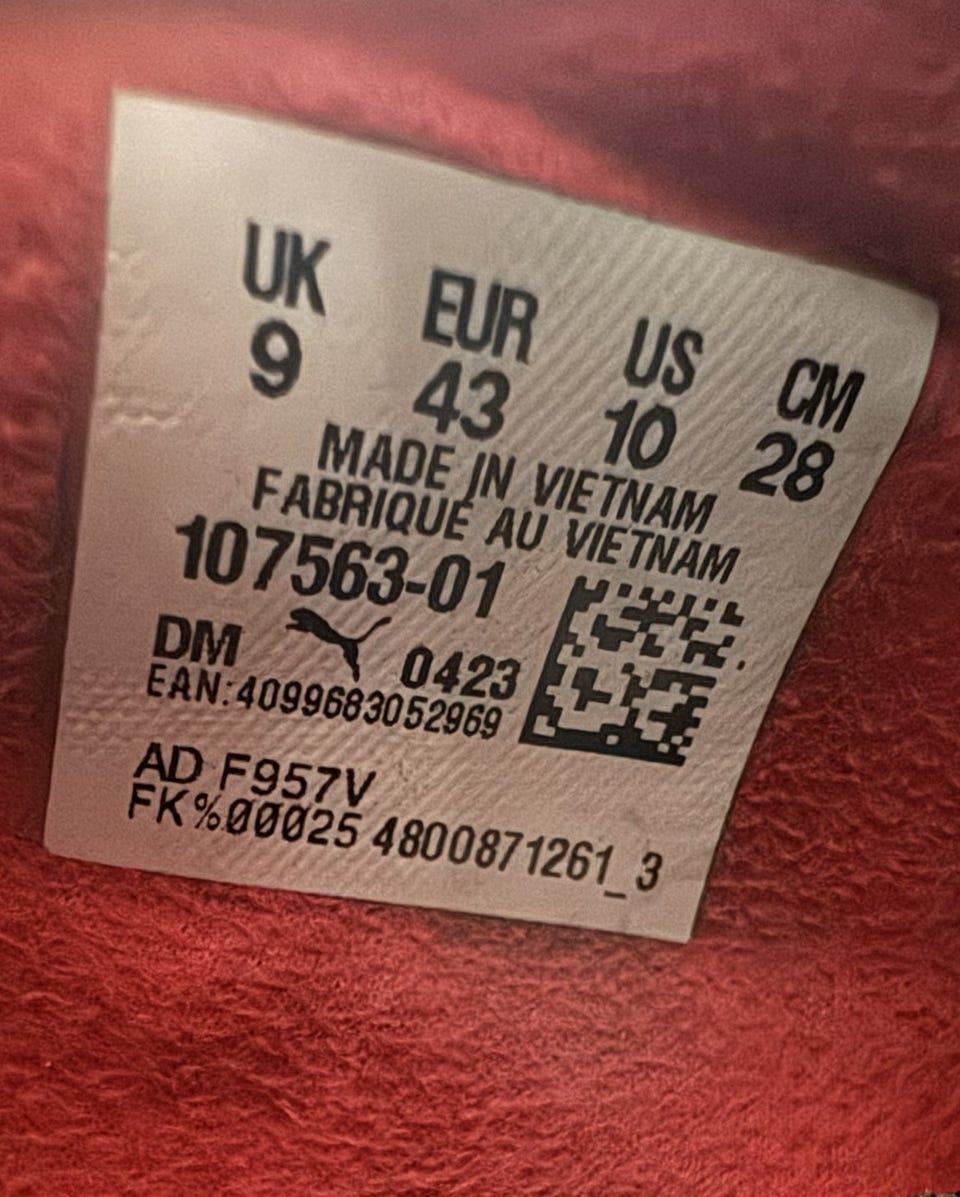 UK EUR US CM
9 43 10 28
MADE IN VIETNAM
FABRIQUÉ AU VIETNAM
107563-01
DM 0423
EAN:4099683052969
AD F957V
FK%00025 4800871261_3